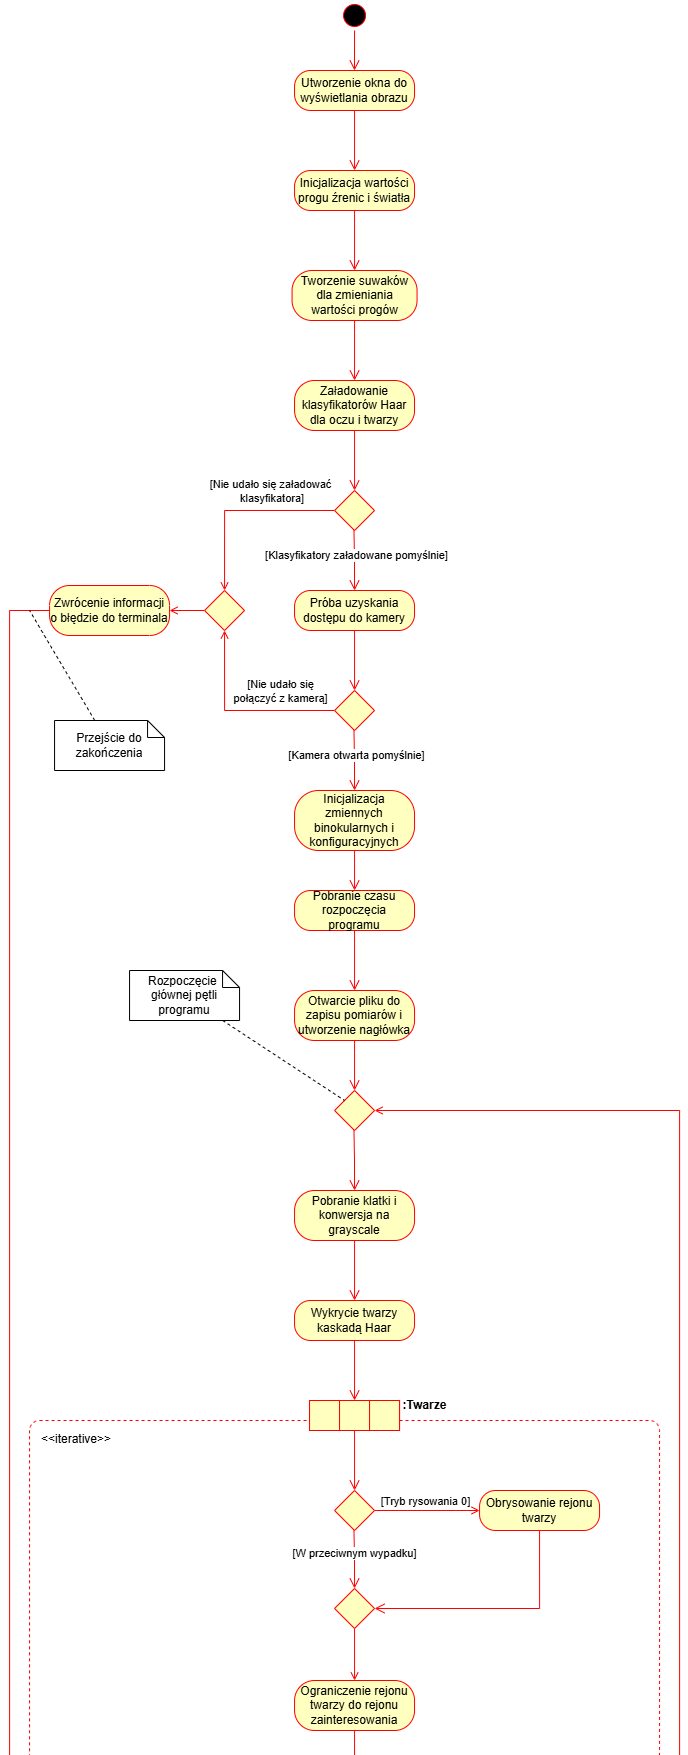 Utworzenie okna do
wyświetlania obrazu
Inicjalizacja wartości
progu źrenic i światła
Tworzenie suwaków
dla zmieniania
wartości progów
Załadowanie
klasyfikatorów Haar
dla oczu i twarzy
[Nie udało się załadować
klasyfikatora]
[Klasyfikatory załadowane pomyślnie]
Zwrócenie informacji
o błędzie do terminala
Próba uzyskania
dostępu do kamery
[Nie udało się
połączyć z kamerą]
Przejście do
zakończenia
[Kamera otwarta pomyślnie]
Inicjalizacja
zmiennych
binokularnych i
konfiguracyjnych
Pobranie czasu
rozpoczęcia
programu
Rozpoczęcie
głównej pętli
programu
Otwarcie pliku do
zapisu pomiarów i
utworzenie nagłówka
Pobranie klatki i
konwersja na
grayscale
Wykrycie twarzy
kaskadą Haar
:Twarze
<<iterative>>
[Tryb rysowania 0]
Obrysowanie rejonu
twarzy
[W przeciwnym wypadku]
Ograniczenie rejonu
twarzy do rejonu
zainteresowania